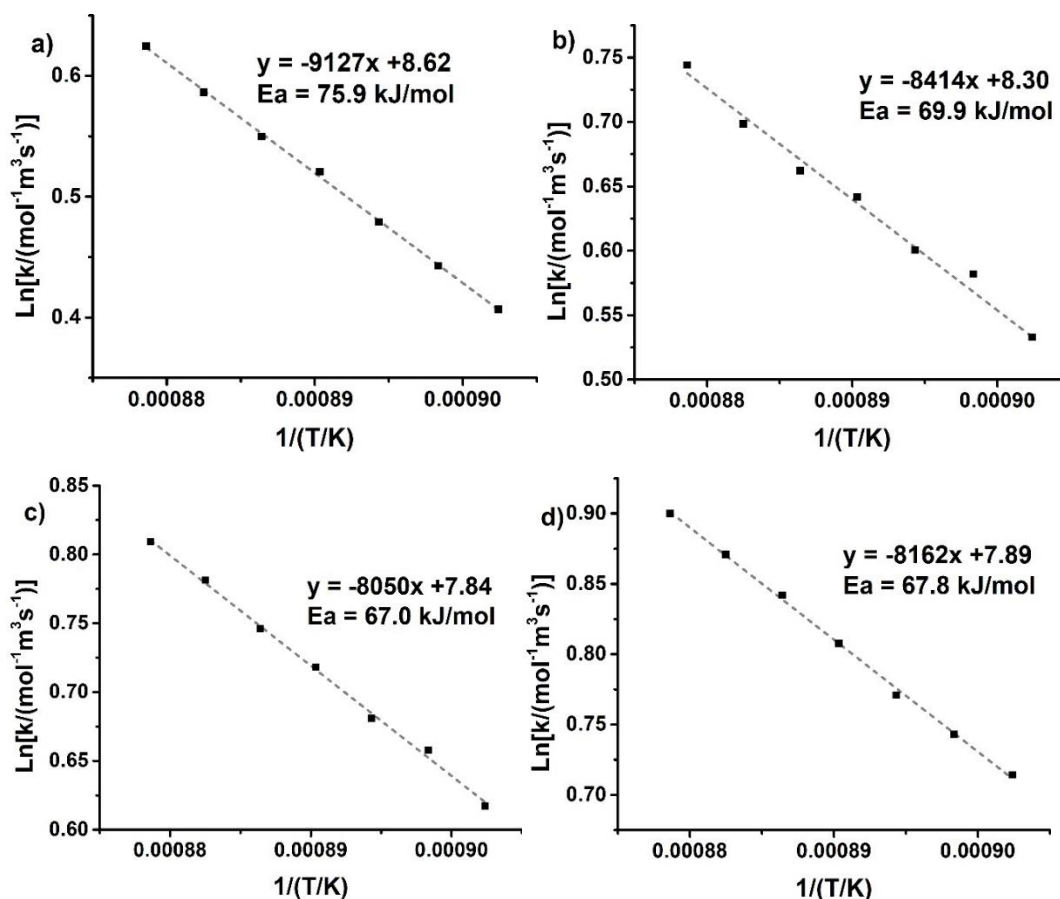 a)
y = -9127x +8.62
Ea = 75.9 kJ/mol
Ln[k/(mol⁻¹m³s⁻¹)]
0.6
0.5
0.4
0.00088 0.00089 0.00090
1/(T/K)
b)
y = -8414x +8.30
Ea = 69.9 kJ/mol
Ln[k/(mol⁻¹m³s⁻¹)]
0.75
0.70
0.65
0.60
0.55
0.50
0.00088 0.00089 0.00090
1/(T/K)
c)
y = -8050x +7.84
Ea = 67.0 kJ/mol
Ln[k/(mol⁻¹m³s⁻¹)]
0.85
0.80
0.75
0.70
0.65
0.60
0.00088 0.00089 0.00090
1/(T/K)
d)
y = -8162x +7.89
Ea = 67.8 kJ/mol
Ln[k/(mol⁻¹m³s⁻¹)]
0.90
0.85
0.80
0.75
0.70
0.00088 0.00089 0.00090
1/(T/K)